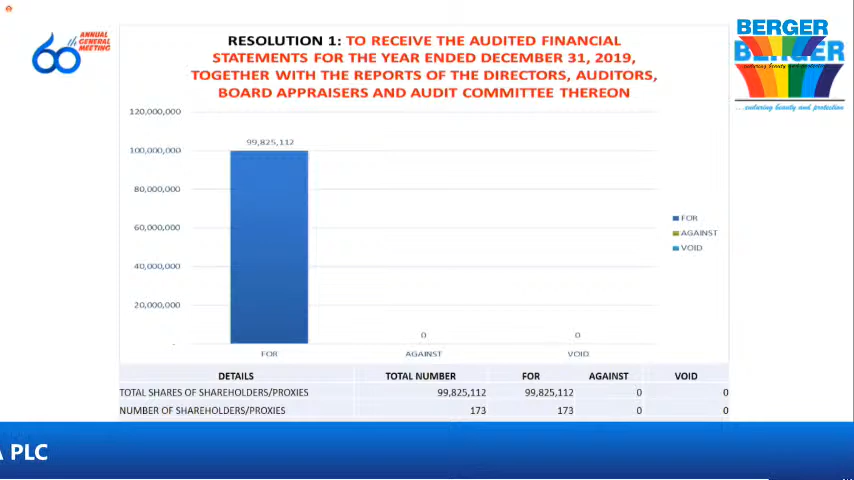 60th ANNUAL GENERAL MEETING
RESOLUTION 1: TO RECEIVE THE AUDITED FINANCIAL
STATEMENTS FOR THE YEAR ENDED DECEMBER 31, 2019,
TOGETHER WITH THE REPORTS OF THE DIRECTORS, AUDITORS,
BOARD APPRAISERS AND AUDIT COMMITTEE THEREON
BERGER
BERGER
...enduring beauty and protection
120,000,000
100,000,000
80,000,000
60,000,000
40,000,000
20,000,000
-
99,825,112
0
0
FOR
AGAINST
VOID
FOR
AGAINST
VOID
DETAILS TOTAL NUMBER FOR AGAINST VOID
TOTAL SHARES OF SHAREHOLDERS/PROXIES 99,825,112 99,825,112 0 0
NUMBER OF SHAREHOLDERS/PROXIES 173 173 0 0
PLC